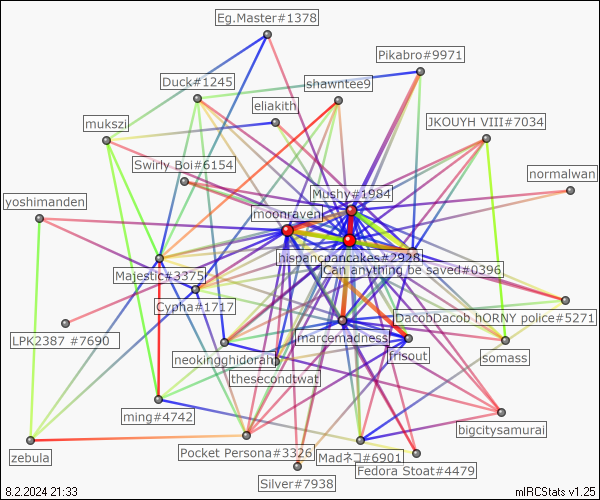 Eg.Master#1378
Pikabro#9971
Duck#1245
shawntee9
eliakith
mukszi
JKOUYH VIII#7034
Swirly Boi#6154
normalwan
Mushy#1984
yoshimanden
moonraven
hispancpancakes#2928
Can anything be saved#0396
Majestic#3375
Cypha#1717
DacobDacob hORNY police#5271
LPK2387 #7690
marcemadness
neokingghidorah
frisout
somass
thesecondtwat
ming#4742
bigcitysamurai
zebula
Pocket Persona#3326
Madネコ#6901
Fedora Stoat#4479
Silver#7938
8.2.2024 21:33
mIRCStats v1.25